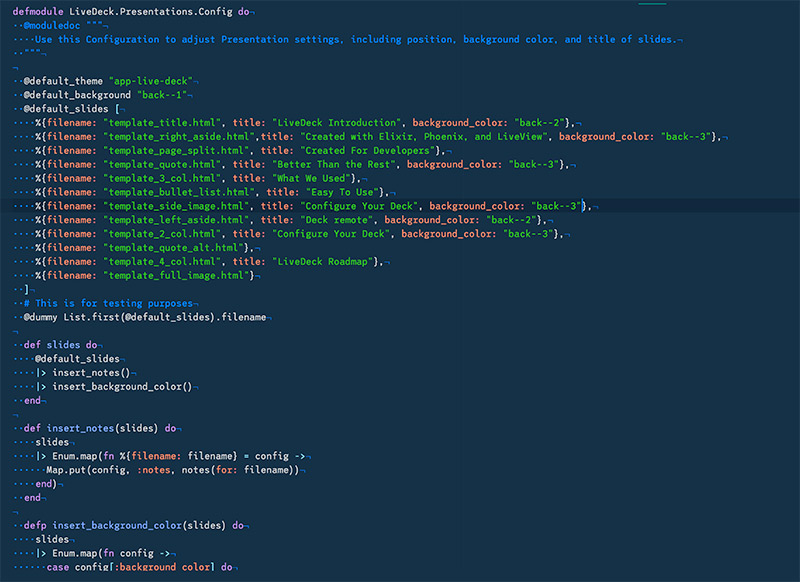 defmodule LiveDeck.Presentations.Config do
  @moduledoc """
    Use this Configuration to adjust Presentation settings, including position, background color, and title of slides.
  """

  @default_theme "app-live-deck"
  @default_background "back--1"
  @default_slides [
    %{filename: "template_title.html", title: "LiveDeck Introduction", background_color: "back--2"},
    %{filename: "template_right_aside.html",title: "Created with Elixir, Phoenix, and LiveView", background_color: "back--3"},
    %{filename: "template_page_split.html", title: "Created For Developers"},
    %{filename: "template_quote.html", title: "Better Than the Rest", background_color: "back--3"},
    %{filename: "template_3_col.html", title: "What We Used"},
    %{filename: "template_bullet_list.html", title: "Easy To Use"},
    %{filename: "template_side_image.html", title: "Configure Your Deck", background_color: "back--3"},
    %{filename: "template_left_aside.html", title: "Deck remote", background_color: "back--2"},
    %{filename: "template_2_col.html", title: "Configure Your Deck", background_color: "back--3"},
    %{filename: "template_quote_alt.html"},
    %{filename: "template_4_col.html", title: "LiveDeck Roadmap"},
    %{filename: "template_full_image.html"}
  ]
  # This is for testing purposes
  @dummy List.first(@default_slides).filename

  def slides do
    @default_slides
    |> insert_notes()
    |> insert_background_color()
  end

  def insert_notes(slides) do
    slides
    |> Enum.map(fn %{filename: filename} = config ->
      Map.put(config, :notes, notes(for: filename))
    end)
  end

  defp insert_background_color(slides) do
    slides
    |> Enum.map(fn config ->
      case config[:background_color] do